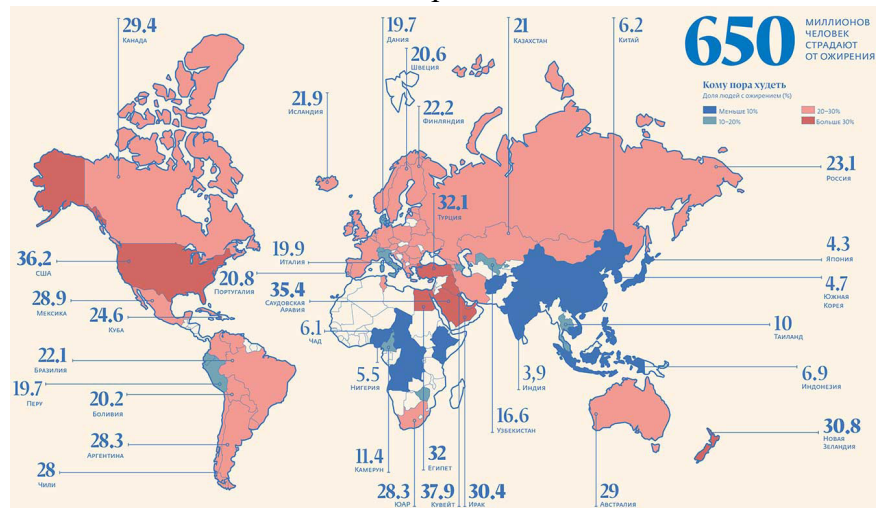 29.4
КАНАДА
19.7
ДАНИЯ
20.6
ШВЕЦИЯ
21
КАЗАХСТАН
6.2
КИТАЙ
650
МИЛЛИОНОВ
ЧЕЛОВЕК
СТРАДАЮТ
ОТ ОЖИРЕНИЯ
Кому пора худеть
Доля людей с ожирением (%)
Меньше 10%
20–30%
10–20%
Больше 30%
21.9
ИСЛАНДИЯ
22.2
ФИНЛЯНДИЯ
23,1
РОССИЯ
32.1
ТУРЦИЯ
36.2
США
19.9
ИТАЛИЯ
20.8
ПОРТУГАЛИЯ
4.3
ЯПОНИЯ
4.7
ЮЖНАЯ
КОРЕЯ
28.9
МЕКСИКА
35.4
САУДОВСКАЯ
АРАВИЯ
24.6
КУБА
6.1
ЧАД
10
ТАИЛАНД
22.1
БРАЗИЛИЯ
19.7
ПЕРУ
20.2
БОЛИВИЯ
5.5
НИГЕРИЯ
3,9
ИНДИЯ
6.9
ИНДОНЕЗИЯ
16.6
УЗБЕКИСТАН
30.8
НОВАЯ
ЗЕЛАНДИЯ
28.3
АРГЕНТИНА
11.4
КАМЕРУН
32
ЕГИПЕТ
28
ЧИЛИ
28.3
ЮАР
37.9
КУВЕЙТ
30.4
ИРАК
29
АВСТРАЛИЯ